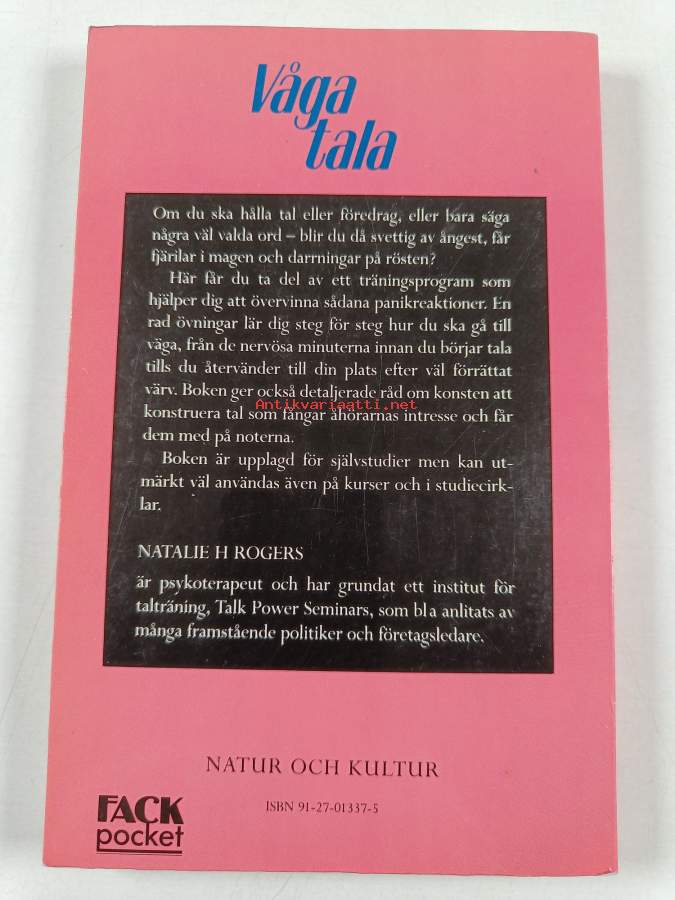 Våga
tala
Om du ska hålla tal eller föredrag, eller bara säga
några väl valda ord – blir du då svettig av ångest, får
fjärilar i magen och darrningar på rösten?
Här får du ta del av ett träningsprogram som
hjälper dig att övervinna sådana panikreaktioner. En
rad övningar lär dig steg för steg hur du ska gå till
väga, från de nervösa minuterna innan du börjar tala
tills du återvänder till din plats efter väl förrättat
värv. Boken ger också detaljerade råd om konsten att
Antikvariaatti.net
konstruera tal som fångar åhörarnas intresse och får
dem med på noterna.
Boken är upplagd för självstudier men kan ut-
märkt väl användas även på kurser och i studiecirk-
lar.
NATALIE H ROGERS
är psykoterapeut och har grundat ett institut för
talträning, Talk Power Seminars, som bla anlitats av
många framstående politiker och företagsledare.
NATUR OCH KULTUR
ISBN 91-27-01337-5
FACK
pocket